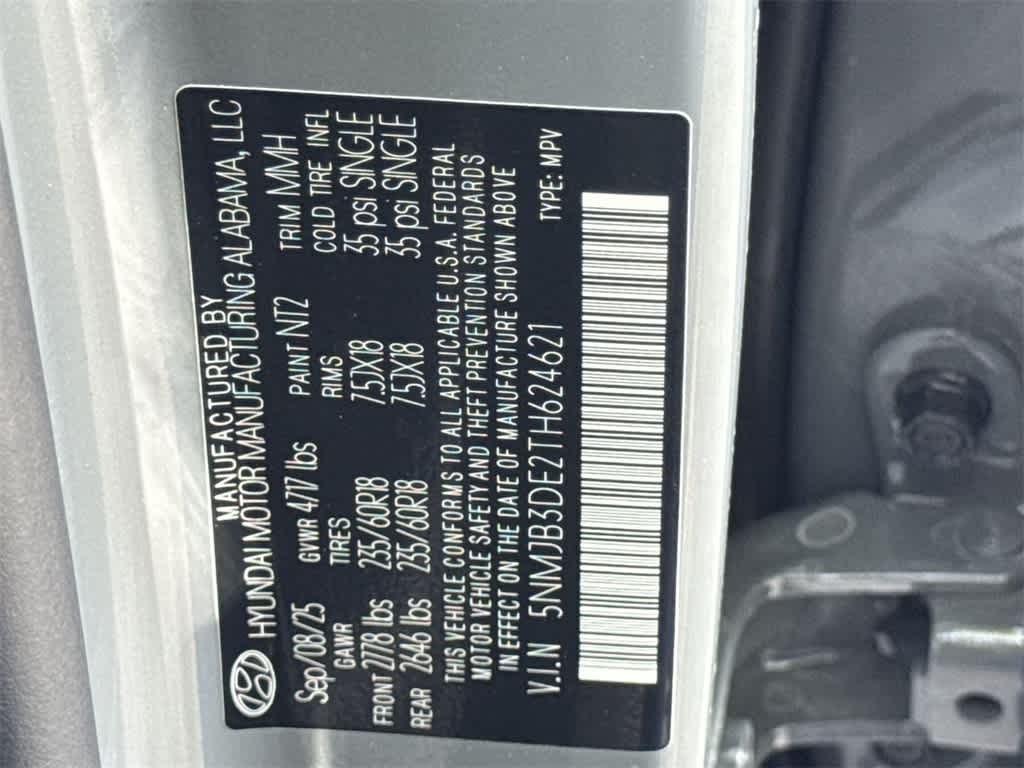 MANUFACTURED BY
HYUNDAI MOTOR MANUFACTURING ALABAMA, LLC
Sep/08/25 GVWR 4777 lbs PAINT NT2 TRIM MMH
GAWR TIRES RIMS COLD TIRE INFL
FRONT 2778 lbs 235/60R18 7.5JX18 35 psi SINGLE
REAR 2646 lbs 235/60R18 7.5JX18 35 psi SINGLE
THIS VEHICLE CONFORMS TO ALL APPLICABLE U.S.A. FEDERAL
MOTOR VEHICLE SAFETY AND THEFT PREVENTION STANDARDS
IN EFFECT ON THE DATE OF MANUFACTURE SHOWN ABOVE
V.I.N 5NMJB3DE2TH624621 TYPE: MPV